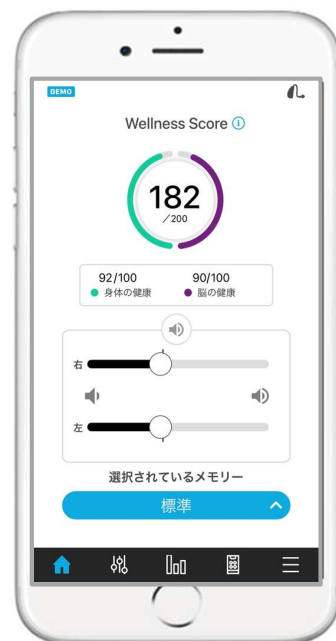 DEMO
Wellness Score
182
/200
92/100 90/100
身体の健康 脳の健康
右
左
選択されているメモリー
標準